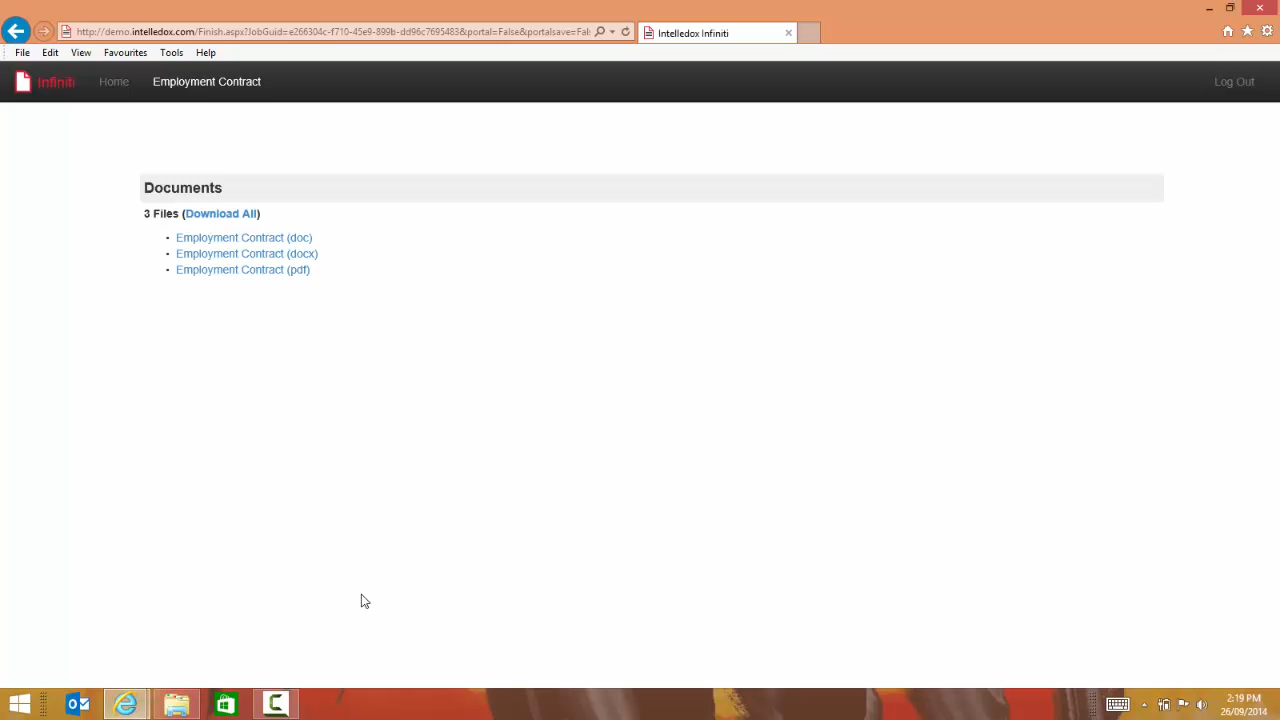 http://demo.intelledox.com/Finish.aspx?JobGuid=e266304c-f710-45e9-899b-dd96c7695483&portal=False&portalsave=Fal
Intelledox Infiniti
File Edit View Favourites Tools Help
Infiniti Home Employment Contract Log Out
Documents
3 Files (Download All)
• Employment Contract (doc)
• Employment Contract (docx)
• Employment Contract (pdf)
2:19 PM
26/09/2014